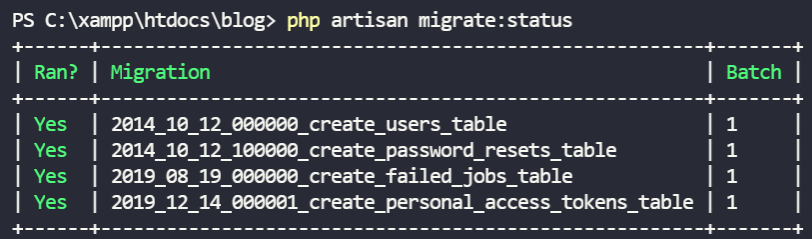 PS C:\xampp\htdocs\blog> php artisan migrate:status
+------+-------------------------------------------------------+-------+
| Ran? | Migration                                             | Batch |
+------+-------------------------------------------------------+-------+
| Yes  | 2014_10_12_000000_create_users_table                  | 1     |
| Yes  | 2014_10_12_100000_create_password_resets_table        | 1     |
| Yes  | 2019_08_19_000000_create_failed_jobs_table            | 1     |
| Yes  | 2019_12_14_000001_create_personal_access_tokens_table | 1     |
+------+-------------------------------------------------------+-------+